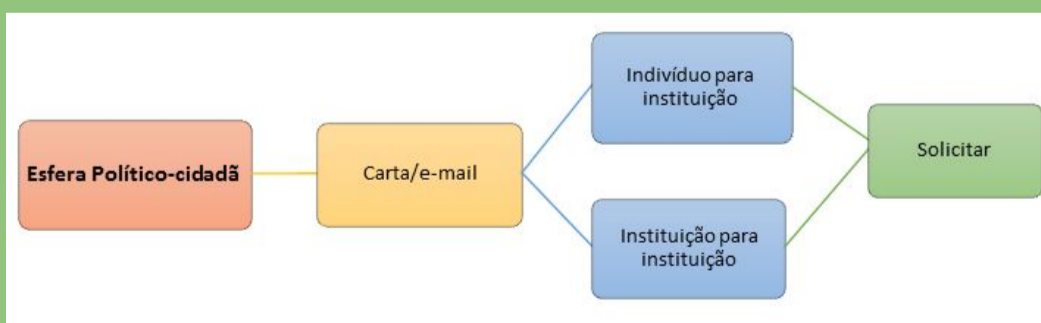 Esfera Político-cidadã
Carta/e-mail
Indivíduo para
instituição
Instituição para
instituição
Solicitar